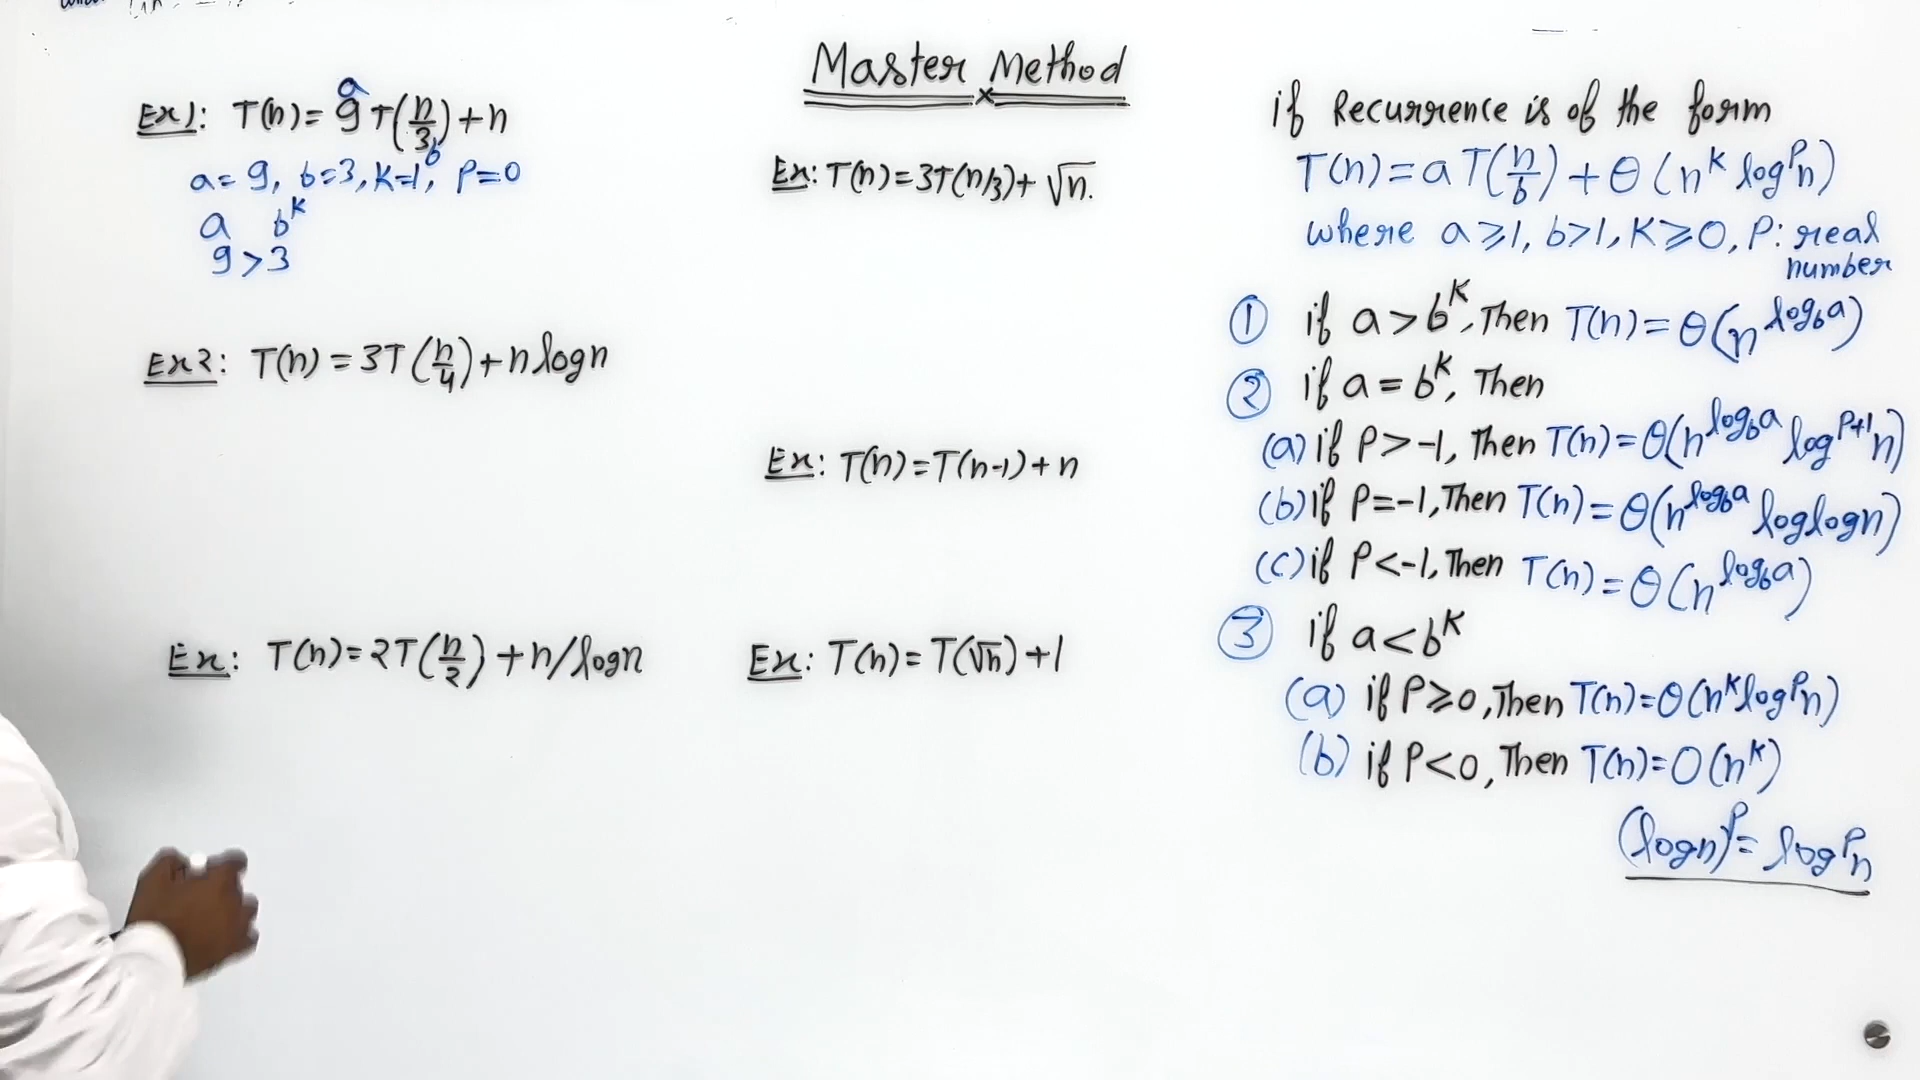 Master Method
Ex1: T(n) = 9T(n/3) + n
a
b
a = 9, b = 3, K = 1, P = 0
a b^K
9 > 3
Ex2: T(n) = 3T(n/4) + n logn
Ex: T(n) = 2T(n/2) + n/logn
Ex: T(n) = 3T(n/3) + √n.
Ex: T(n) = T(n-1) + n
Ex: T(n) = T(√n) + 1
if Recurrence is of the form
T(n) = a T(n/b) + θ(n^K log^P n)
where a ≥ 1, b > 1, K ≥ 0, P: real
number
① if a > b^K, Then T(n) = θ(n^(log_b a))
② if a = b^K, Then
(a) if P > -1, Then T(n) = θ(n^(log_b a) log^(P+1) n)
(b) if P = -1, Then T(n) = θ(n^(log_b a) loglogn)
(c) if P < -1, Then T(n) = θ(n^(log_b a))
③ if a < b^K
(a) if P ≥ 0, Then T(n) = θ(n^K log^P n)
(b) if P < 0, Then T(n) = O(n^K)
(logn)^P = log^P n